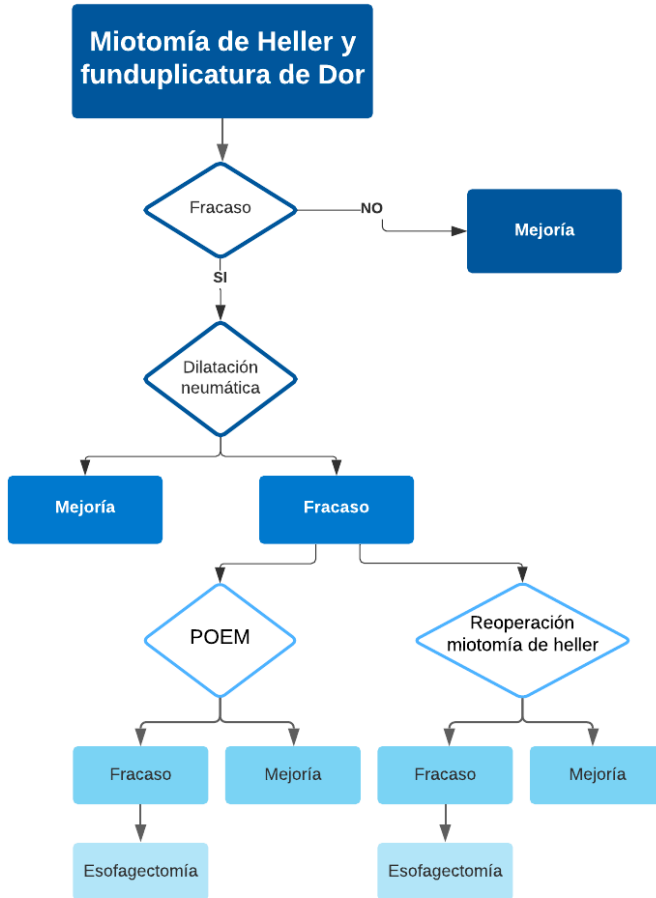 Miotomía de Heller y
funduplicatura de Dor
Fracaso
NO
Mejoría
SI
Dilatación
neumática
Mejoría
Fracaso
POEM
Reoperación
miotomía de heller
Fracaso
Mejoría
Fracaso
Mejoría
Esofagectomía
Esofagectomía